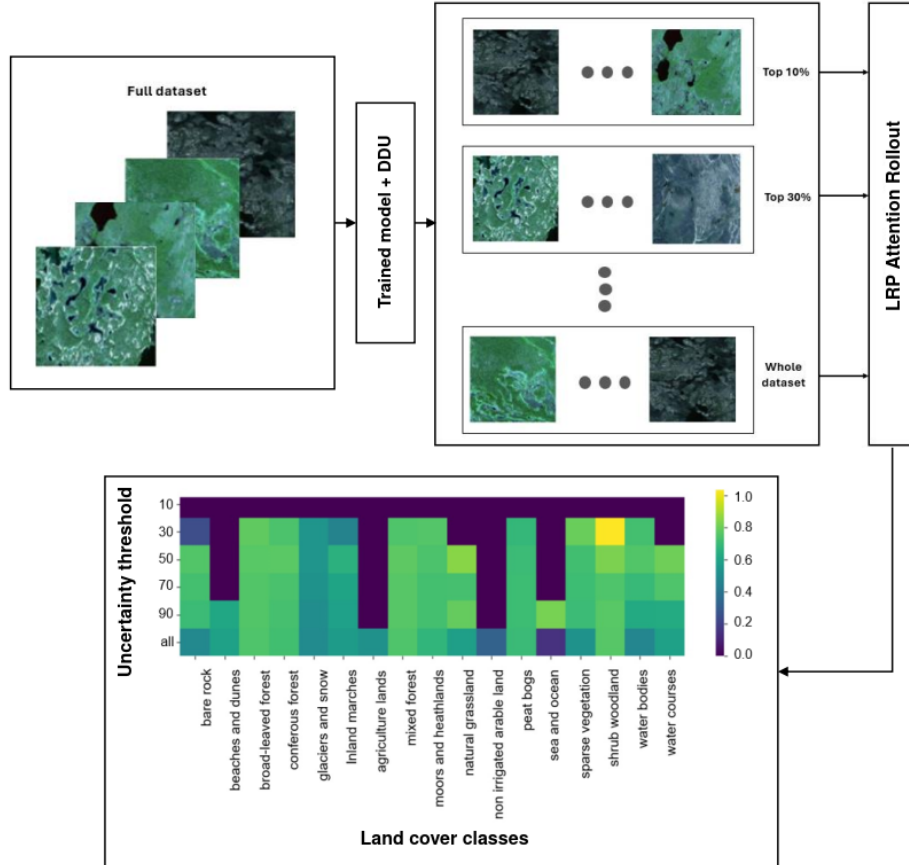 Full dataset
Trained model + DDU
Top 10%
Top 30%
Whole
dataset
LRP Attention Rollout
Uncertainty threshold
10
30
50
70
90
all
1.0
0.8
0.6
0.4
0.2
0.0
bare rock
beaches and dunes
broad-leaved forest
conferous forest
glaciers and snow
Inland marches
agriculture lands
mixed forest
moors and heathlands
natural grassland
non irrigated arable land
peat bogs
sea and ocean
sparse vegetation
shrub woodland
water bodies
water courses
Land cover classes